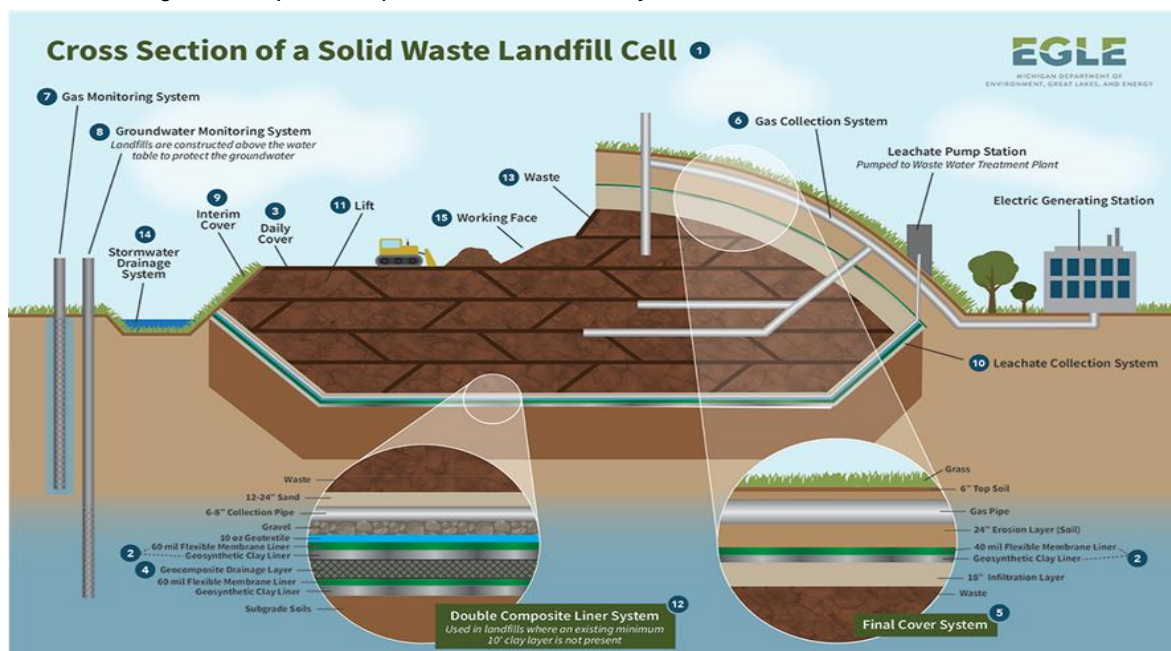 Cross Section of a Solid Waste Landfill Cell 1
EGLE
MICHIGAN DEPARTMENT OF
ENVIRONMENT, GREAT LAKES, AND ENERGY
7 Gas Monitoring System
8 Groundwater Monitoring System
Landfills are constructed above the water
table to protect the groundwater
6 Gas Collection System
Leachate Pump Station
Pumped to Waste Water Treatment Plant
13 Waste
9
Interim
Cover
3
Daily
Cover
11 Lift
15 Working Face
Electric Generating Station
14
Stormwater
Drainage
System
10 Leachate Collection System
Waste
12-24" Sand
6-8" Collection Pipe
Gravel
10 oz Geotextile
60 mil Flexible Membrane Liner
2
Geosynthetic Clay Liner
4 Geocomposite Drainage Layer
60 mil Flexible Membrane Liner
Geosynthetic Clay Liner
Subgrade Soils
Double Composite Liner System 12
Used in landfills where an existing minimum
10' clay layer is not present
Grass
6" Top Soil
Gas Pipe
24" Erosion Layer (Soil)
40 mil Flexible Membrane Liner
2
Geosynthetic Clay Liner
18" Infiltration Layer
Waste
5
Final Cover System